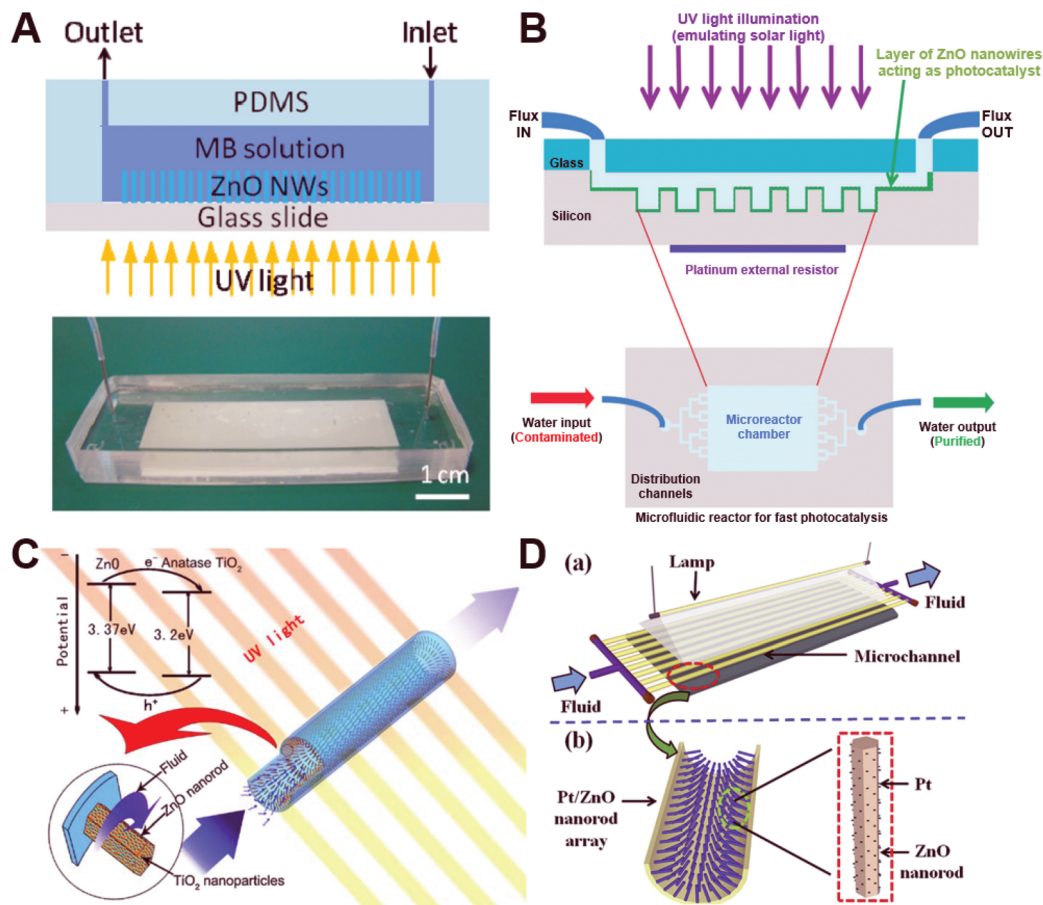 A
Outlet
Inlet
PDMS
MB solution
ZnO NWs
Glass slide
UV light
1 cm
B
UV light illumination
(emulating solar light)
Layer of ZnO nanowires
acting as photocatalyst
Flux
IN
Flux
OUT
Glass
Silicon
Platinum external resistor
Water input
(Contaminated)
Microreactor
chamber
Water output
(Purified)
Distribution
channels
Microfluidic reactor for fast photocatalysis
C
−
ZnO
e⁻ Anatase TiO₂
Potential
3.37eV
3.2eV
+
h⁺
UV light
Fluid
ZnO nanorod
TiO₂ nanoparticles
D
(a)
Lamp
Fluid
Microchannel
Fluid
(b)
Pt/ZnO
nanorod
array
Pt
ZnO
nanorod